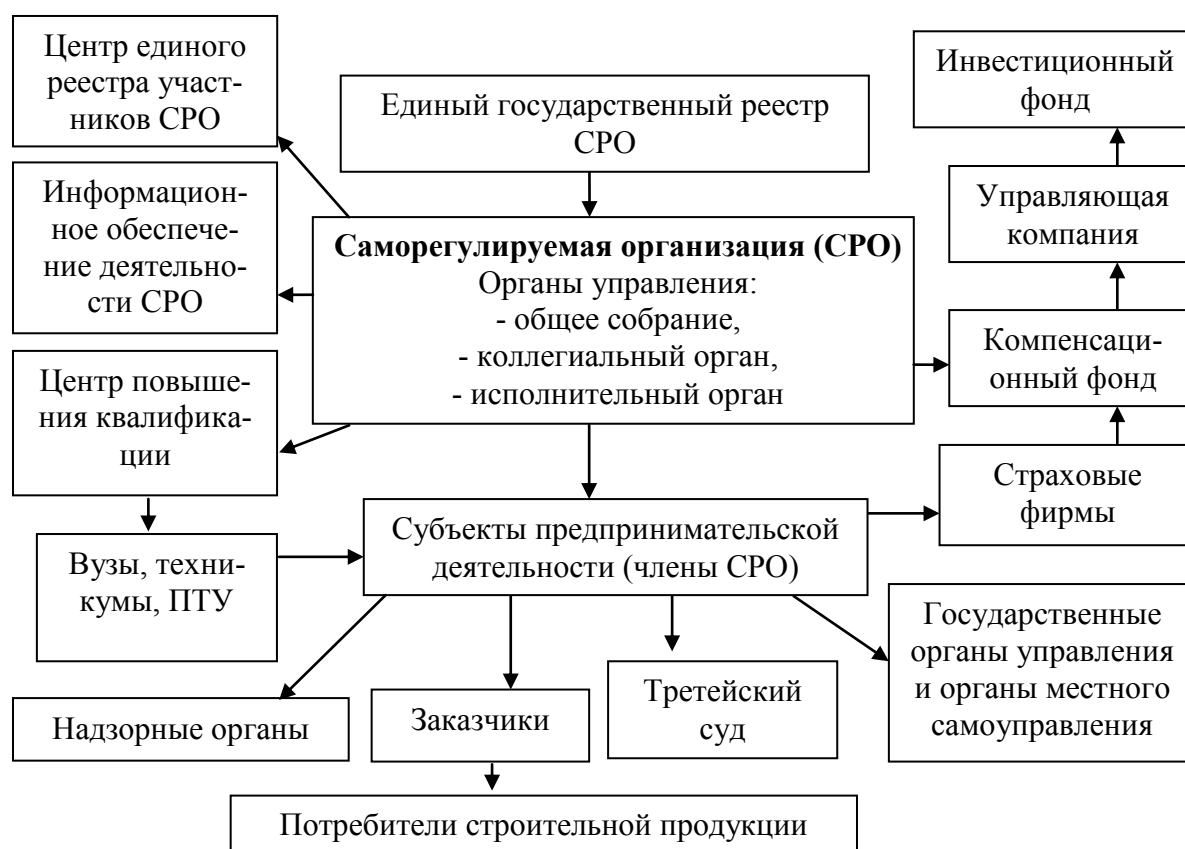 Центр единого
реестра участ-
ников СРО
Единый государственный реестр
СРО
Инвестиционный
фонд
Информацион-
ное обеспече-
ние деятельно-
сти СРО
Управляющая
компания
Саморегулируемая организация (СРО)
Органы управления:
- общее собрание,
- коллегиальный орган,
- исполнительный орган
Компенсаци-
онный фонд
Центр повыше-
ния квалифика-
ции
Страховые
фирмы
Субъекты предпринимательской
деятельности (члены СРО)
Вузы, техни-
кумы, ПТУ
Государственные
органы управления
и органы местного
самоуправления
Надзорные органы
Заказчики
Третейский
суд
Потребители строительной продукции